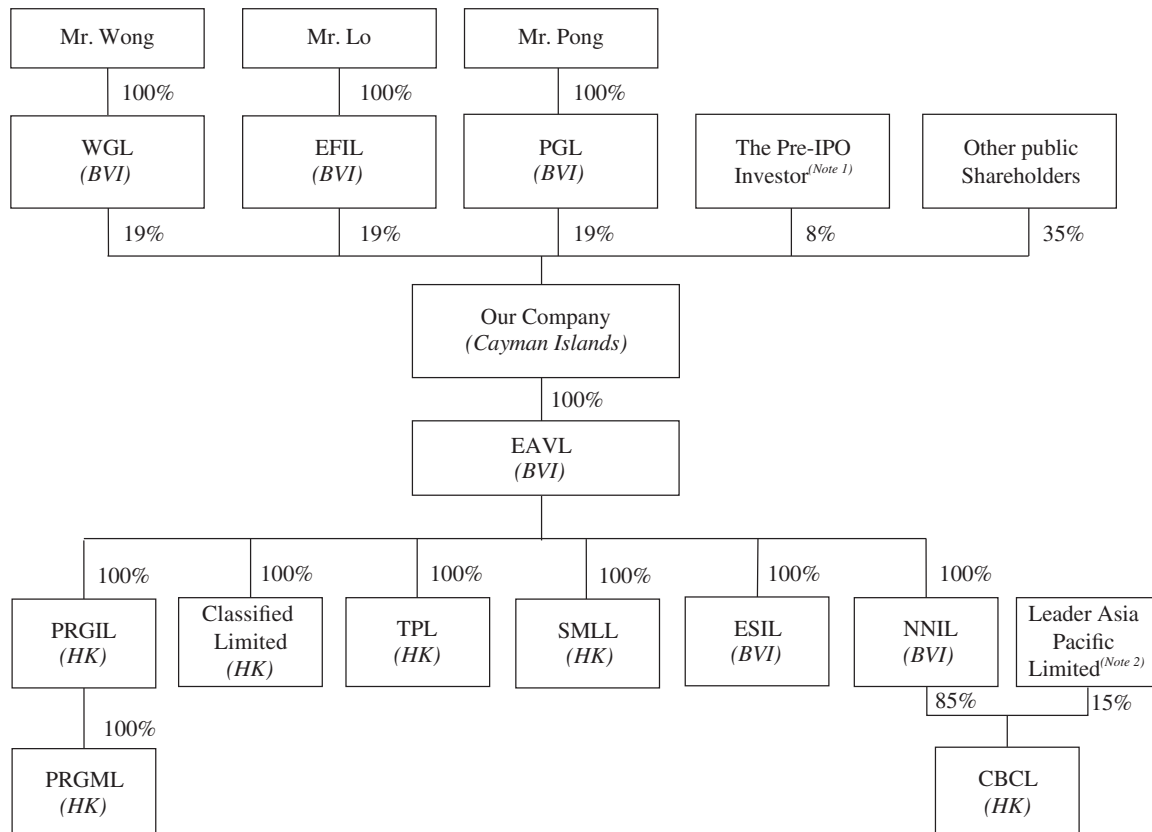 Mr. Wong
Mr. Lo
Mr. Pong
100%
100%
100%
WGL
(BVI)
EFIL
(BVI)
PGL
(BVI)
The Pre-IPO
Investor(Note 1)
Other public
Shareholders
19%
19%
19%
8%
35%
Our Company
(Cayman Islands)
100%
EAVL
(BVI)
100%
100%
100%
100%
100%
100%
PRGIL
(HK)
Classified
Limited
(HK)
TPL
(HK)
SMLL
(HK)
ESIL
(BVI)
NNIL
(BVI)
Leader Asia
Pacific
Limited(Note 2)
85%
15%
100%
PRGML
(HK)
CBCL
(HK)